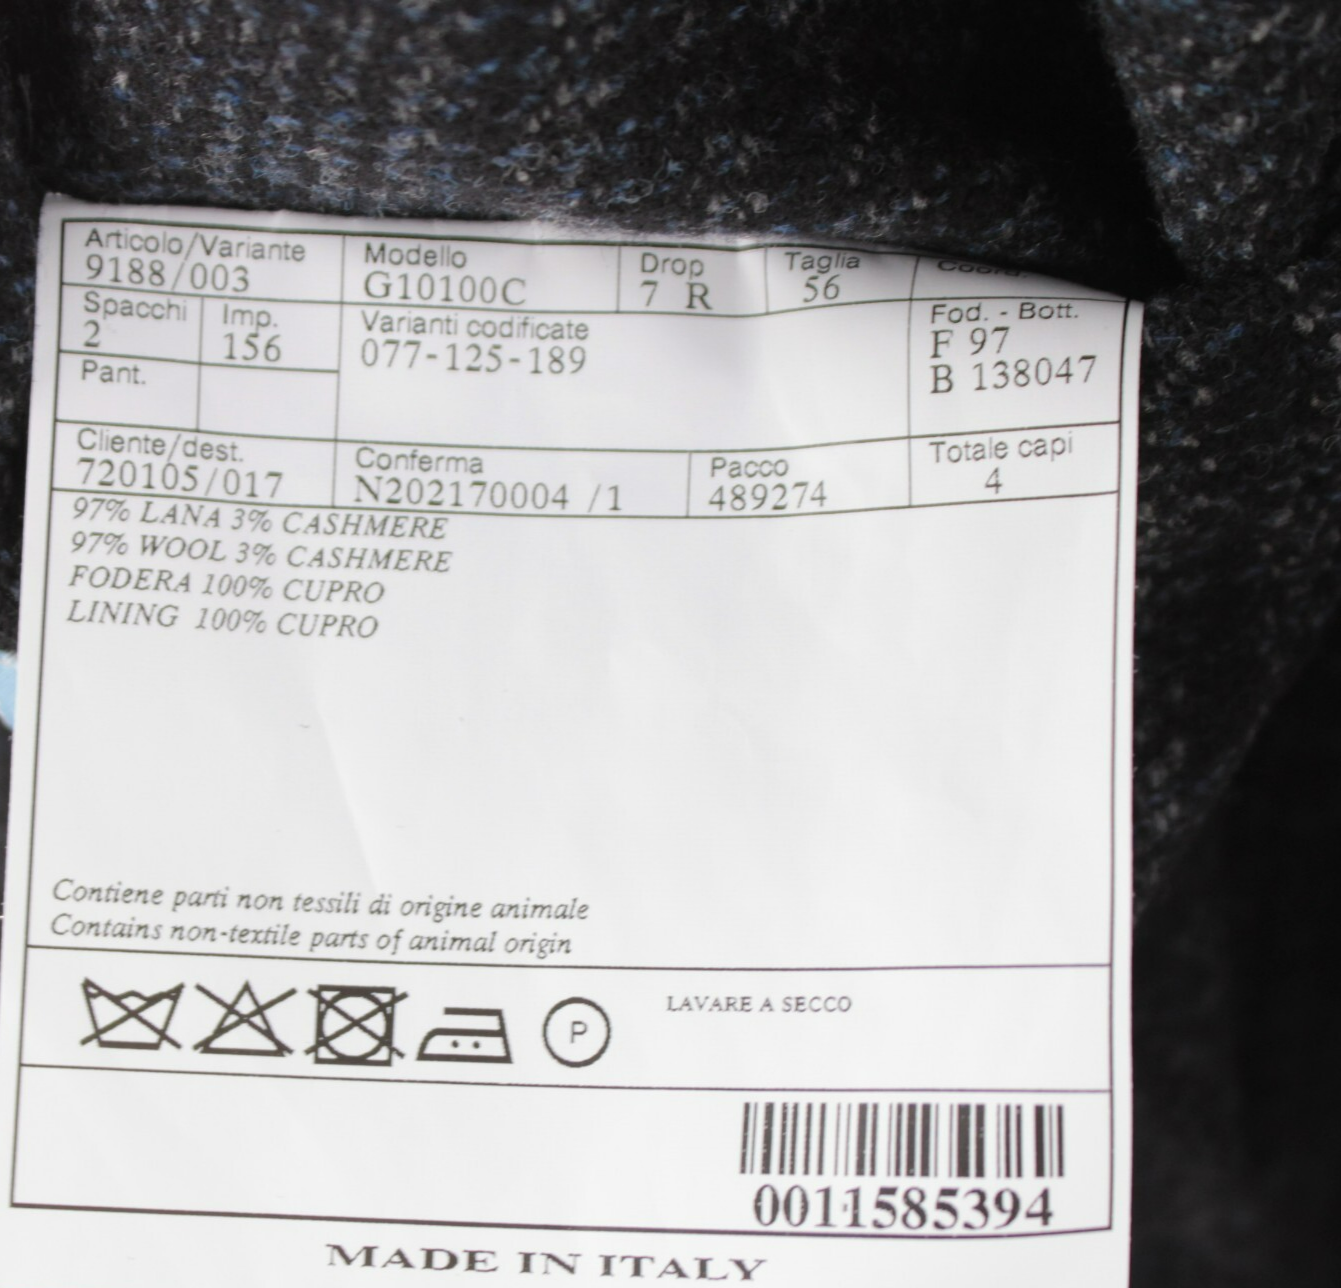 Articolo/Variante
9188/003
Modello
G10100C
Drop
7 R
Taglia
56
Spacchi
2
Imp.
156
Varianti codificate
077-125-189
Fod. - Bott.
F 97
B 138047
Pant.
Cliente/dest.
720105/017
Conferma
N202170004 /1
Pacco
489274
Totale capi
4
97% LANA 3% CASHMERE
97% WOOL 3% CASHMERE
FODERA 100% CUPRO
LINING 100% CUPRO
Contiene parti non tessili di origine animale
Contains non-textile parts of animal origin
P
LAVARE A SECCO
0011585394
MADE IN ITALY